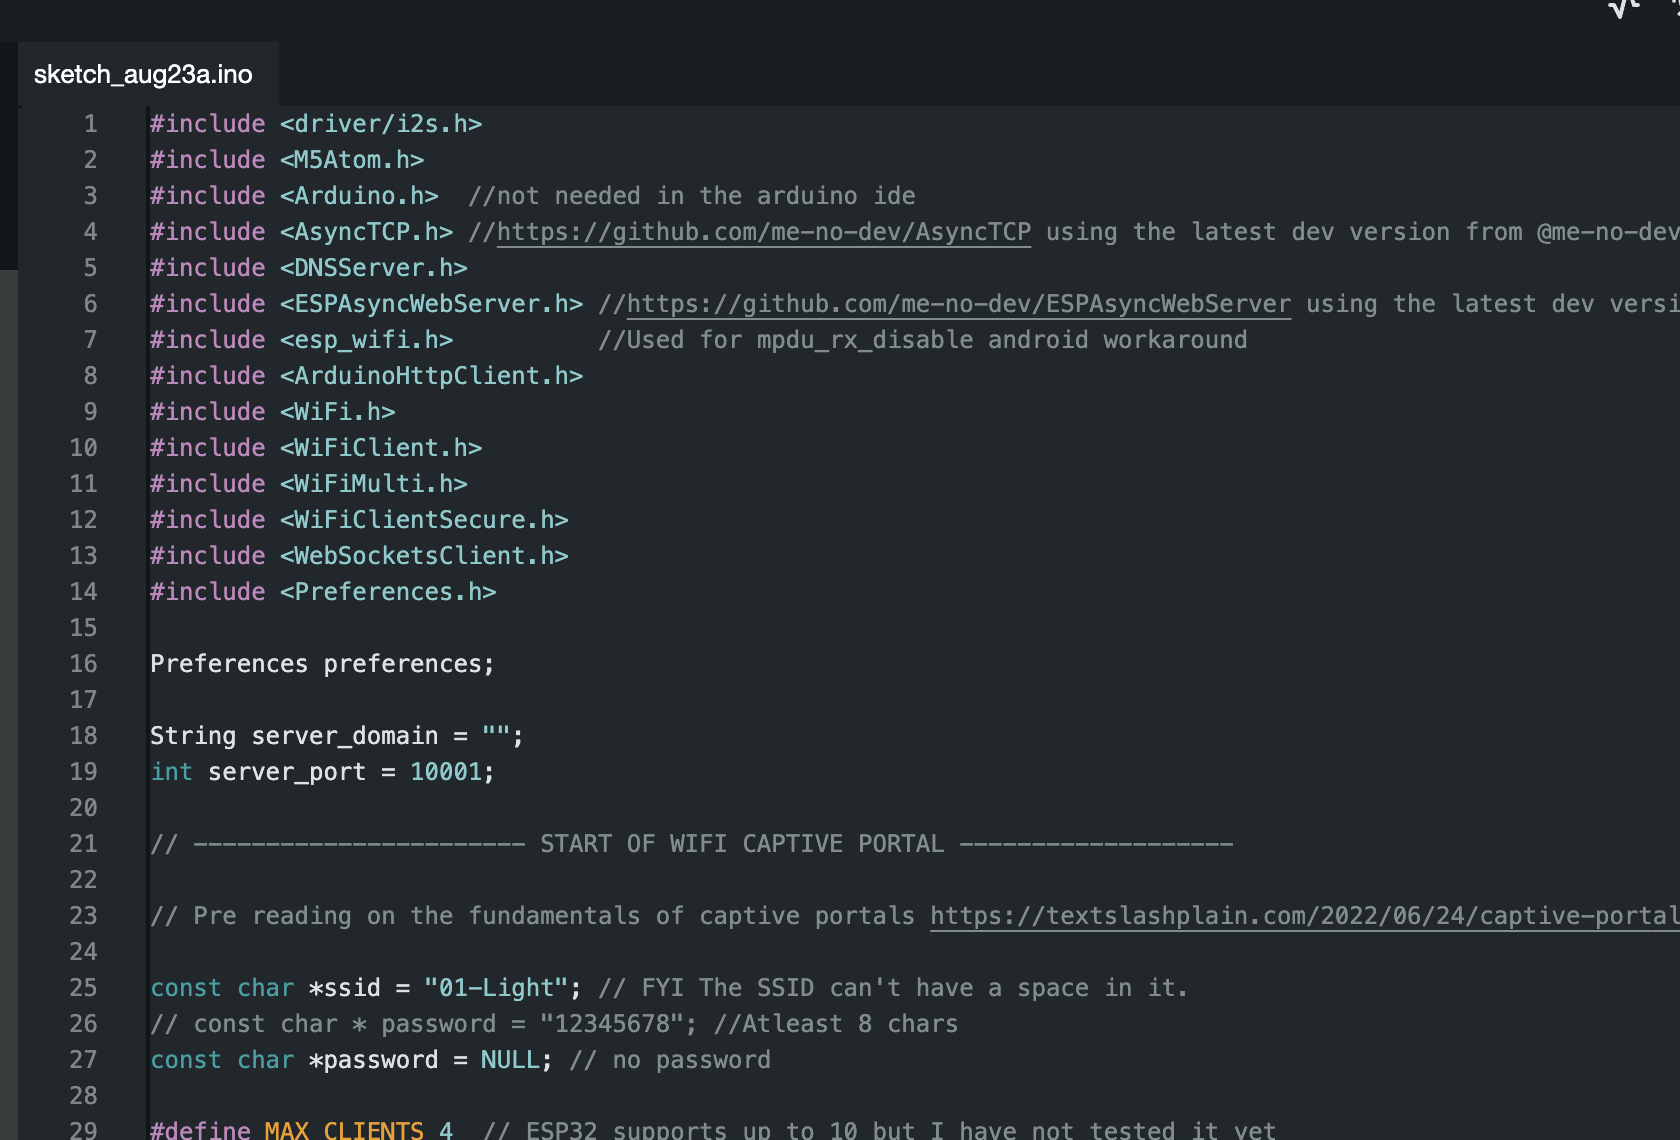 sketch_aug23a.ino
1 #include <driver/i2s.h>
2 #include <M5Atom.h>
3 #include <Arduino.h>  //not needed in the arduino ide
4 #include <AsyncTCP.h> //https://github.com/me-no-dev/AsyncTCP using the latest dev version from @me-no-dev
5 #include <DNSServer.h>
6 #include <ESPAsyncWebServer.h> //https://github.com/me-no-dev/ESPAsyncWebServer using the latest dev versi
7 #include <esp_wifi.h>          //Used for mpdu_rx_disable android workaround
8 #include <ArduinoHttpClient.h>
9 #include <WiFi.h>
10 #include <WiFiClient.h>
11 #include <WiFiMulti.h>
12 #include <WiFiClientSecure.h>
13 #include <WebSocketsClient.h>
14 #include <Preferences.h>
15
16 Preferences preferences;
17
18 String server_domain = "";
19 int server_port = 10001;
20
21 // ----------------------- START OF WIFI CAPTIVE PORTAL -------------------
22
23 // Pre reading on the fundamentals of captive portals https://textslashplain.com/2022/06/24/captive-portal
24
25 const char *ssid = "01-Light"; // FYI The SSID can't have a space in it.
26 // const char * password = "12345678"; //Atleast 8 chars
27 const char *password = NULL; // no password
28
29 #define MAX_CLIENTS 4  // ESP32 supports up to 10 but I have not tested it yet